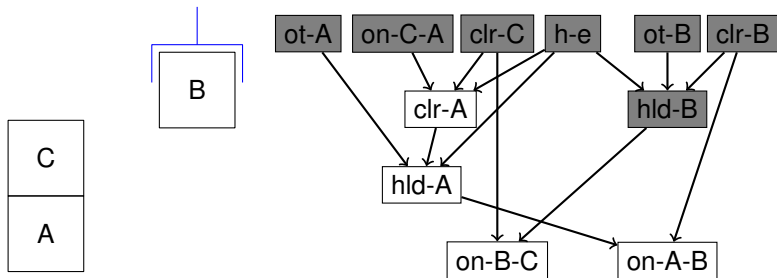 ot-A on-C-A clr-C h-e ot-B clr-B
B
clr-A hld-B
C
hld-A
A
on-B-C on-A-B